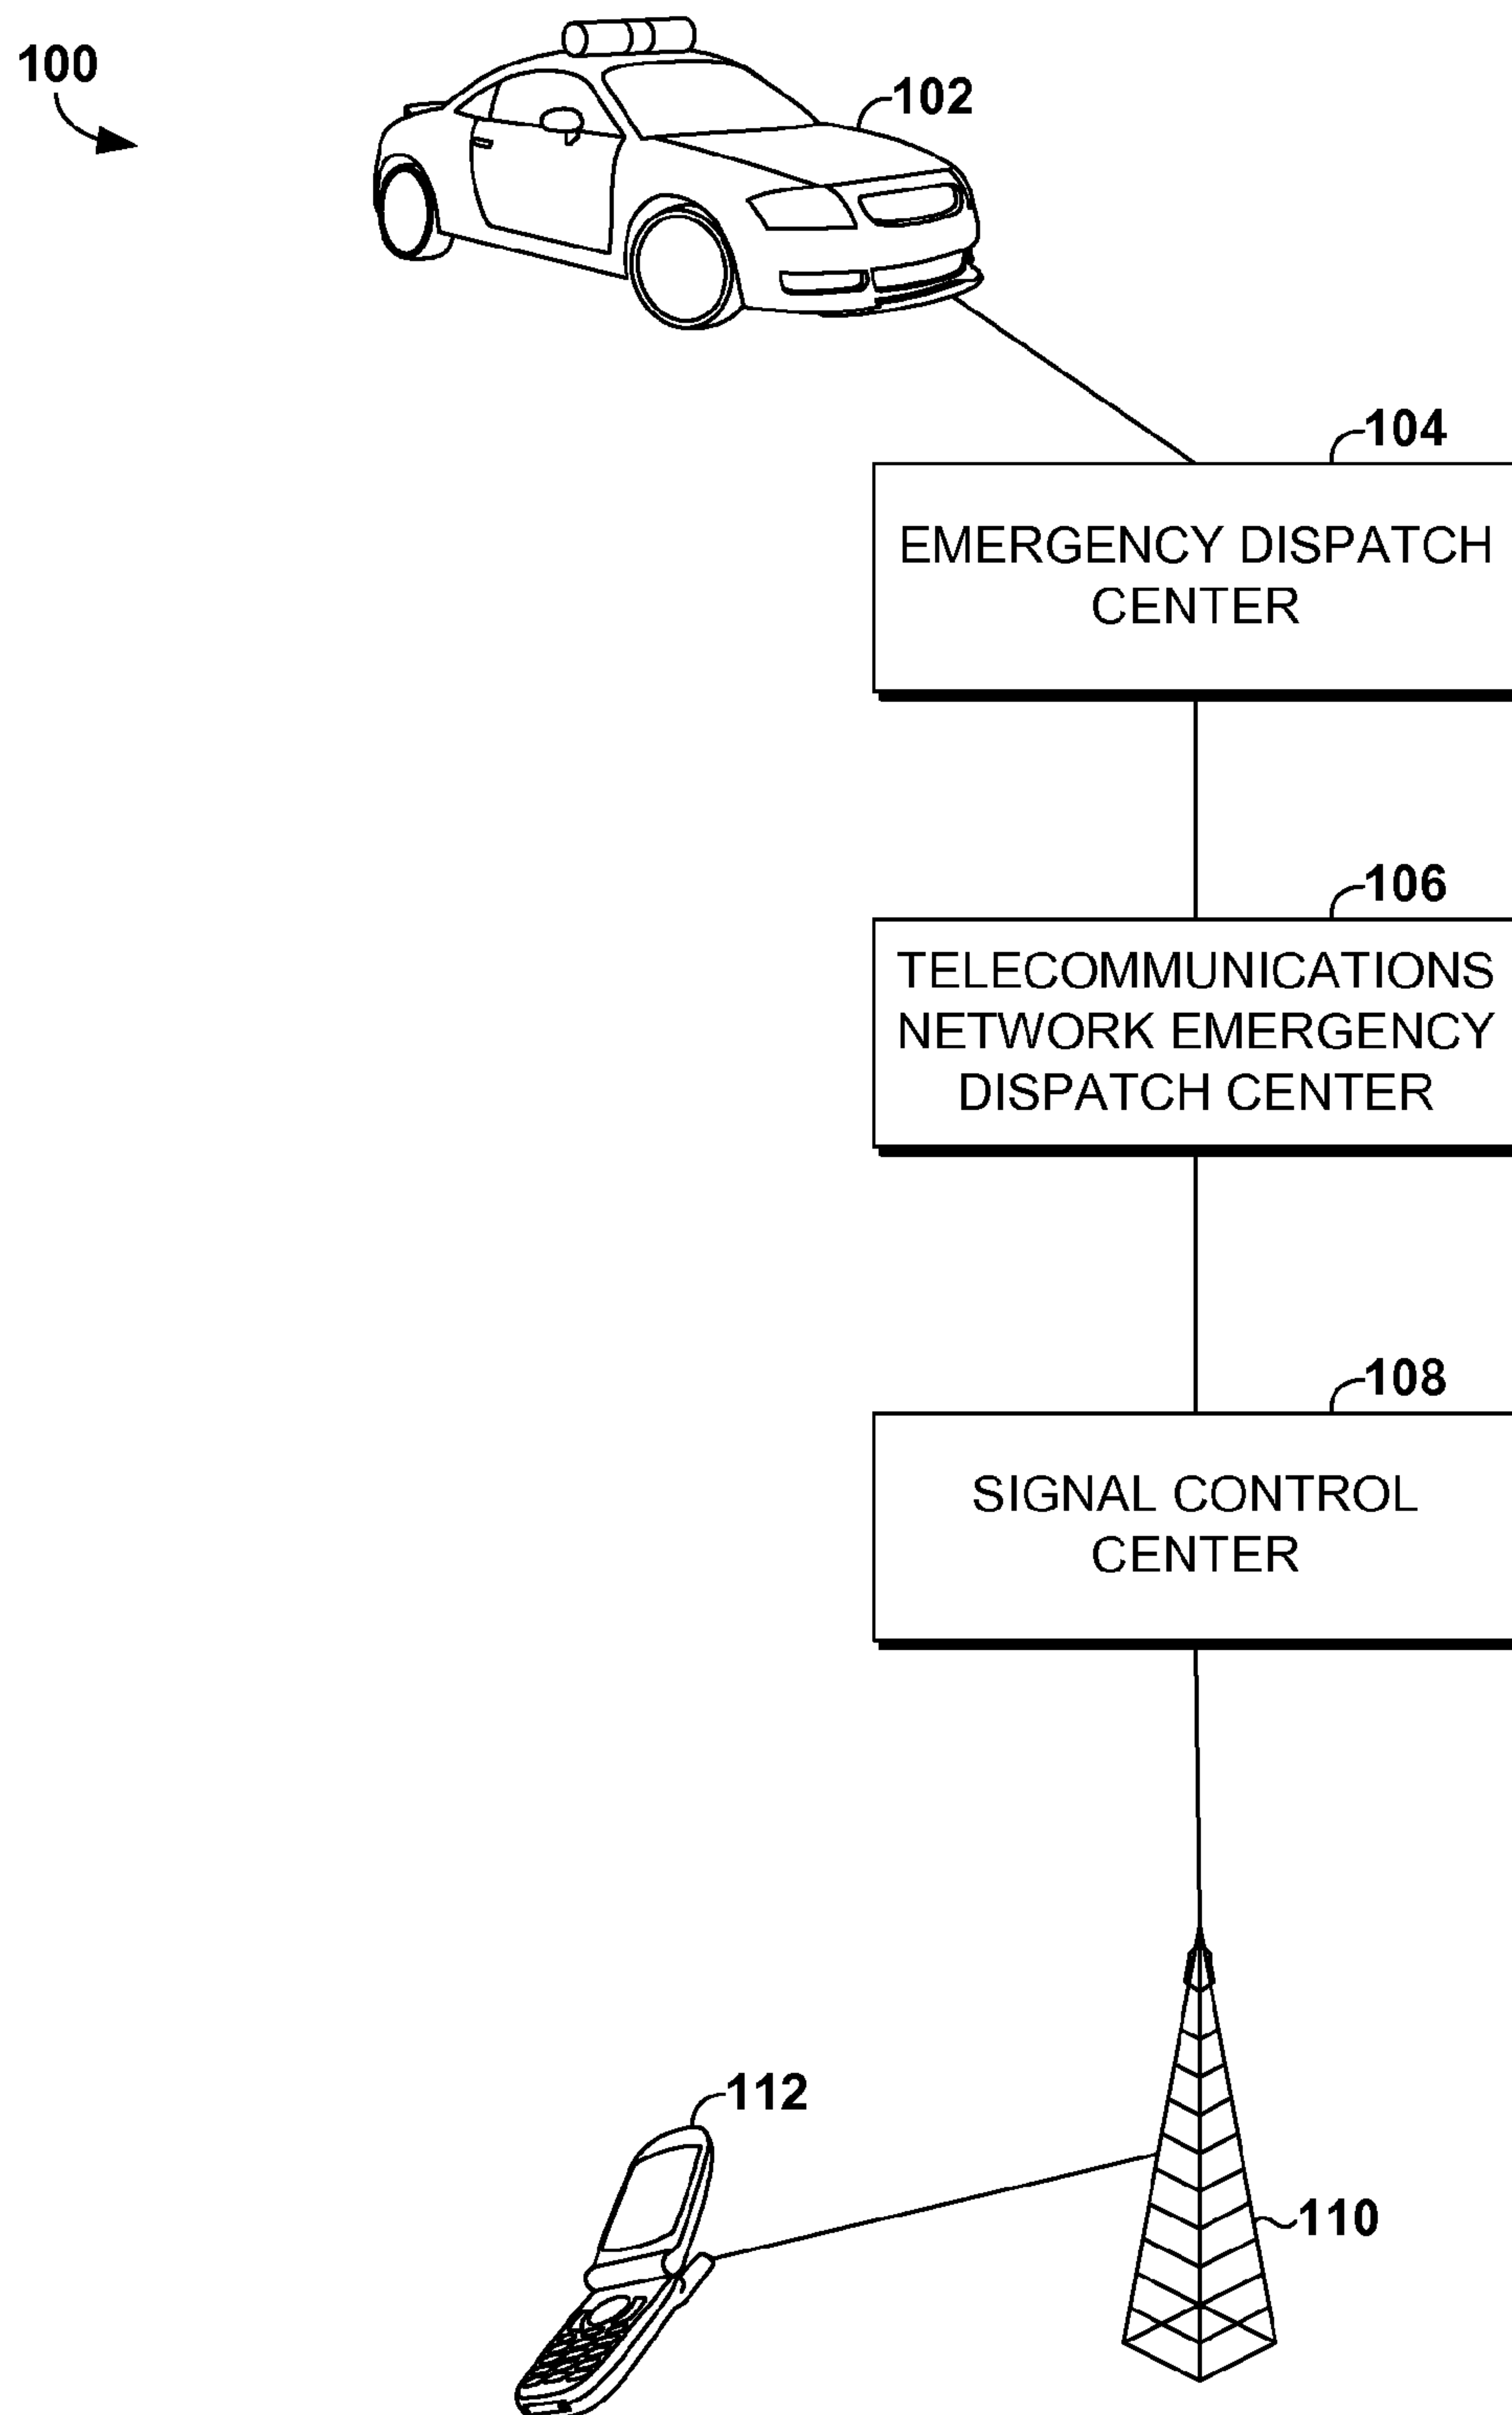 100
102
104
EMERGENCY DISPATCH
CENTER
106
TELECOMMUNICATIONS
NETWORK EMERGENCY
DISPATCH CENTER
108
SIGNAL CONTROL
CENTER
112
110